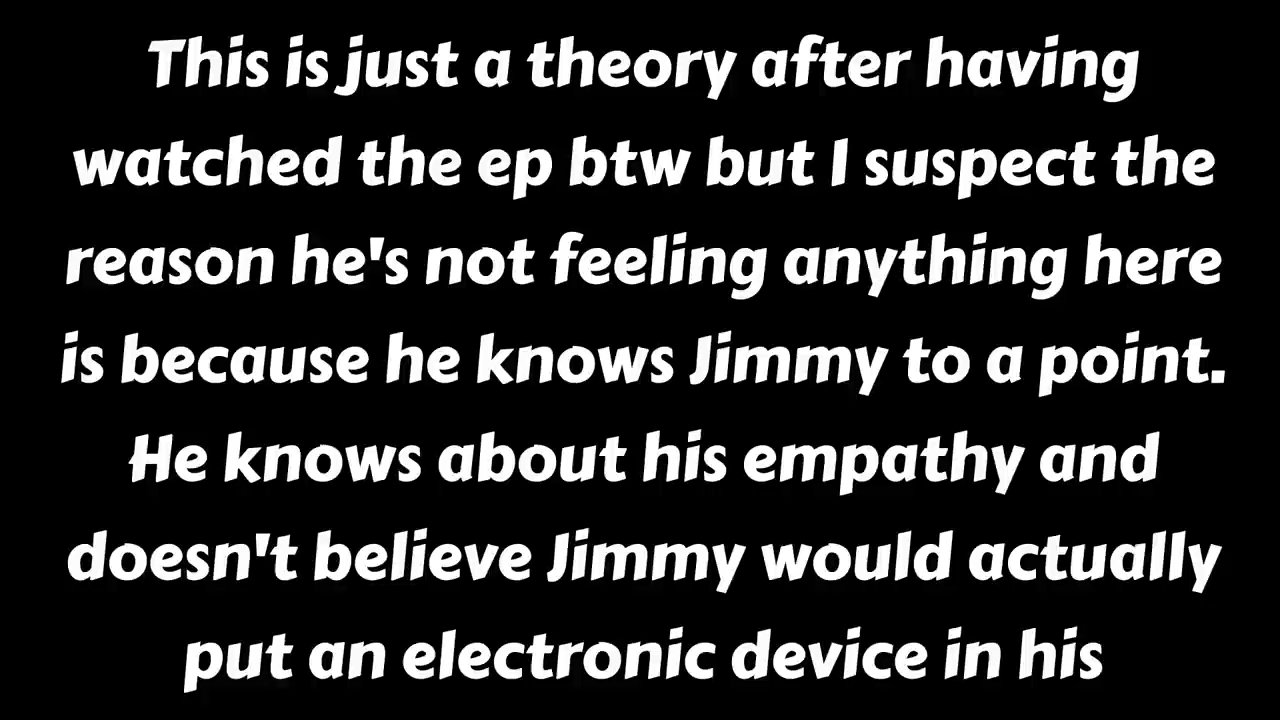 This is just a theory after having
watched the ep btw but I suspect the
reason he's not feeling anything here
is because he knows Jimmy to a point.
He knows about his empathy and
doesn't believe Jimmy would actually
put an electronic device in his